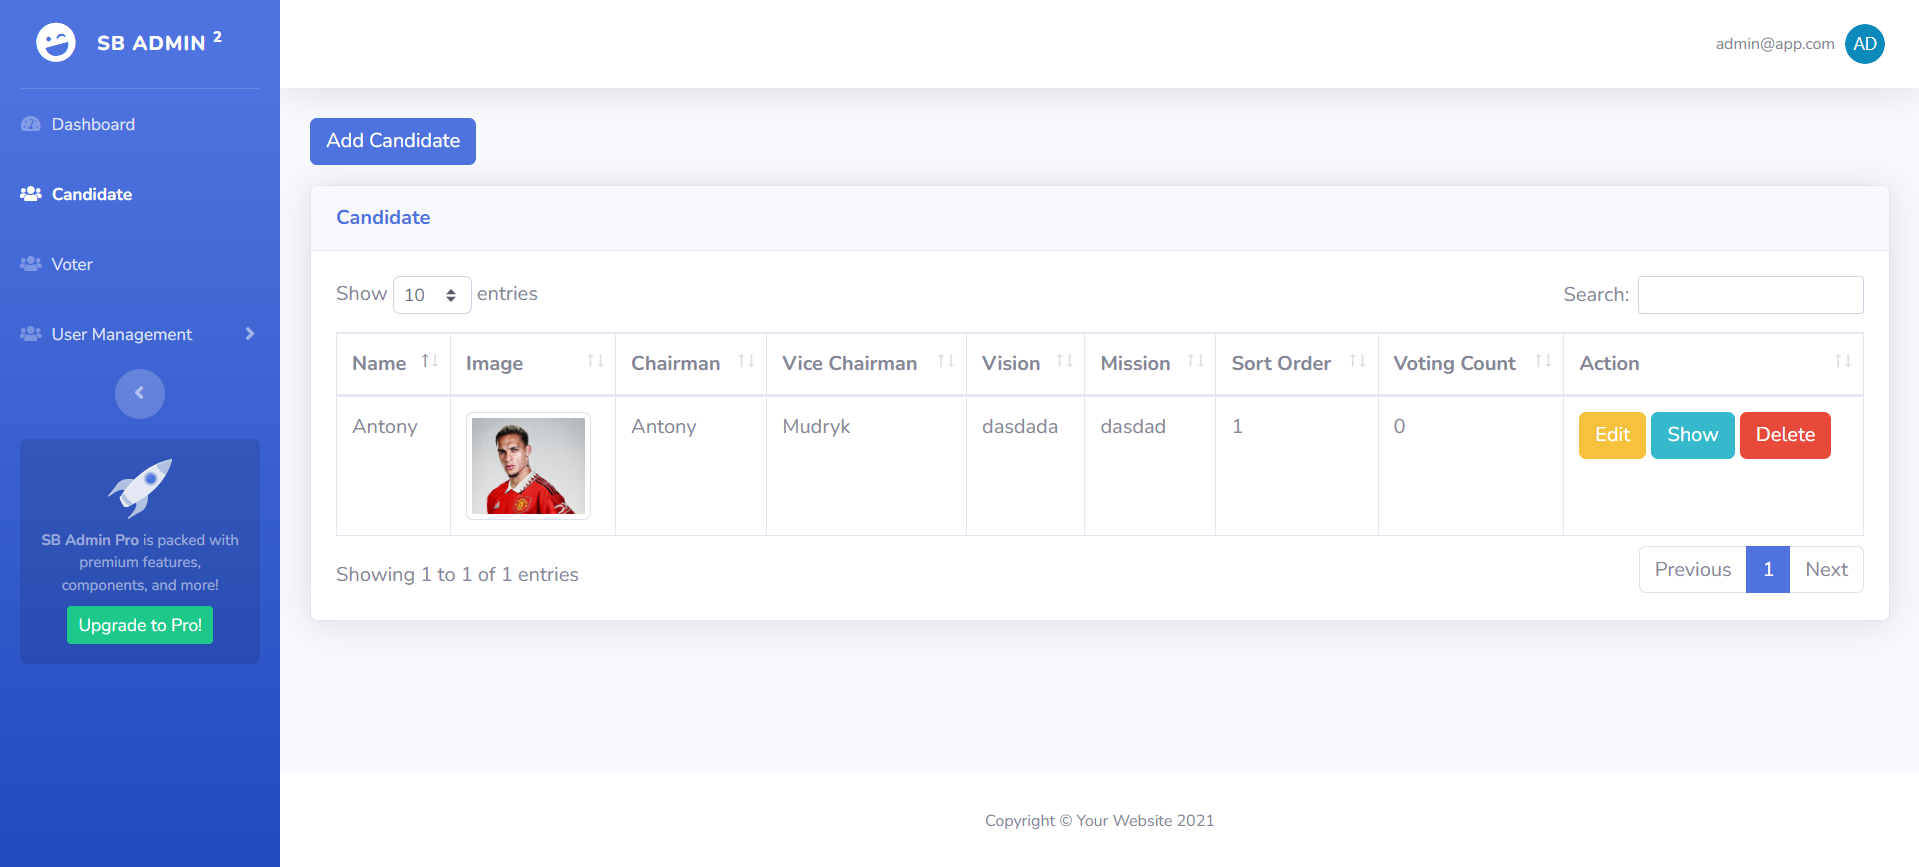 SB ADMIN 2
admin@app.com AD
Dashboard
Candidate
Voter
User Management
SB Admin Pro is packed with
premium features,
components, and more!
Upgrade to Pro!
Add Candidate
Candidate
Show 10 entries
Search:
Name Image Chairman Vice Chairman Vision Mission Sort Order Voting Count Action
Antony Antony Mudryk dasdada dasdad 1 0 Edit Show Delete
Showing 1 to 1 of 1 entries
Previous 1 Next
Copyright © Your Website 2021